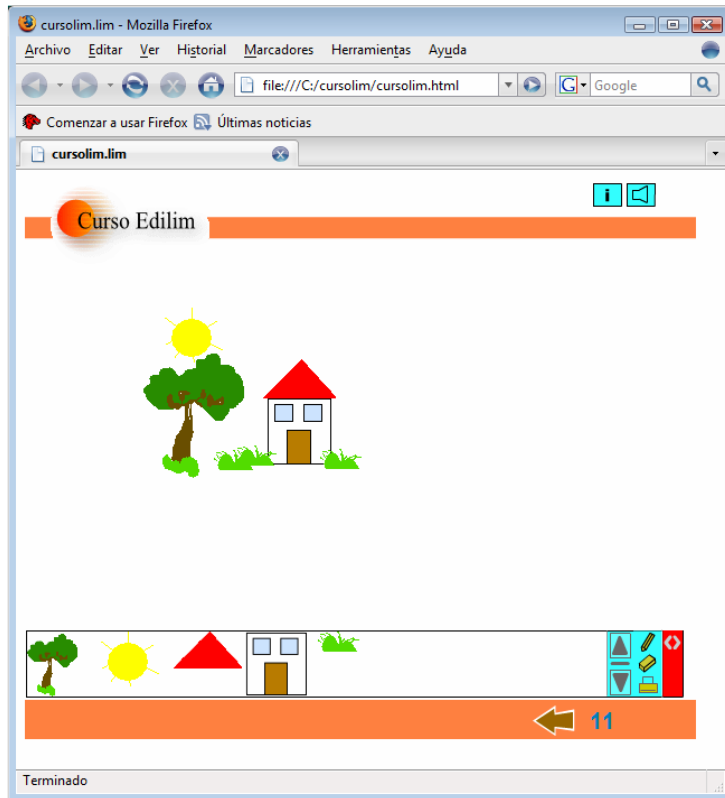 cursolim.lim - Mozilla Firefox
Archivo Editar Ver Historial Marcadores Herramientas Ayuda
file:///C:/cursolim/cursolim.html G Google
Comenzar a usar Firefox Últimas noticias
cursolim.lim
i
Curso Edilim
11
Terminado